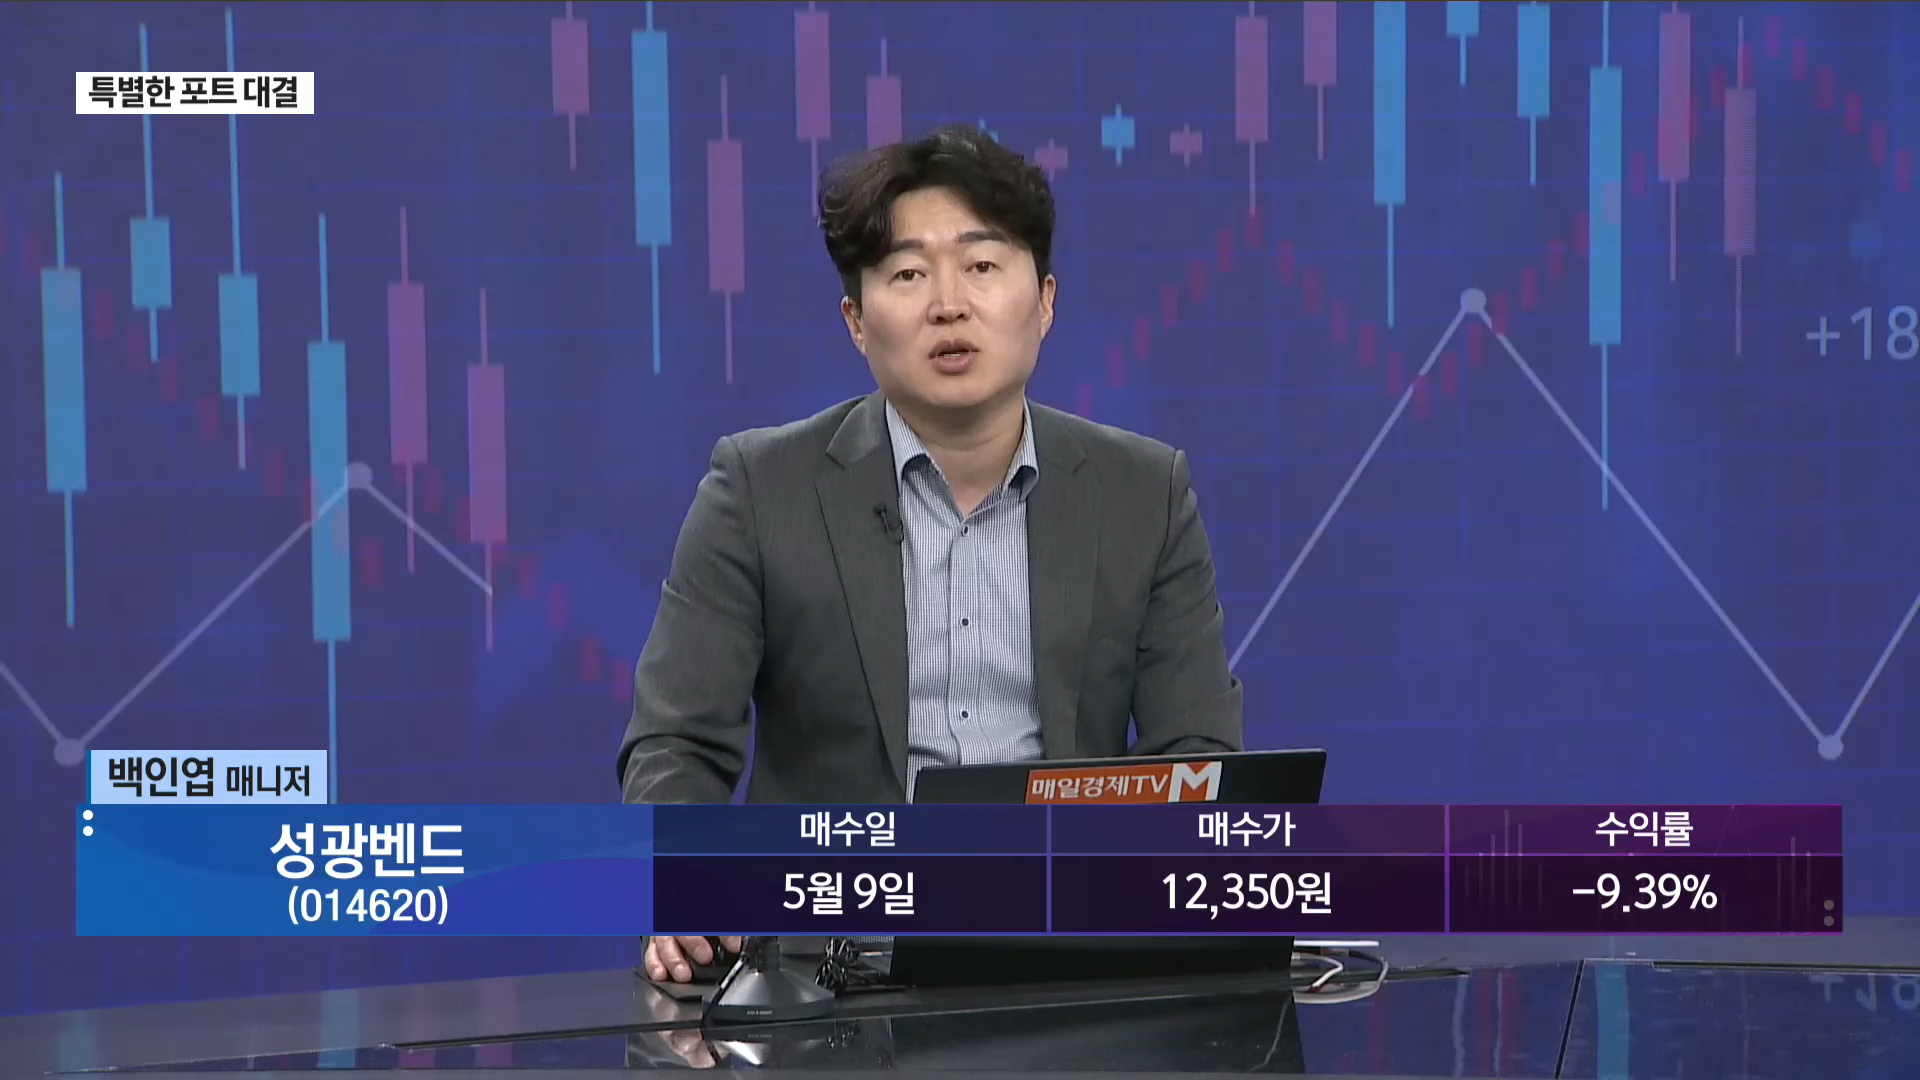 특별한 포트 대결
+18
백인엽 매니저
매일경제TV M
성광벤드
(014620)
매수일
매수가
수익률
5월 9일
12,350원
-9.39%